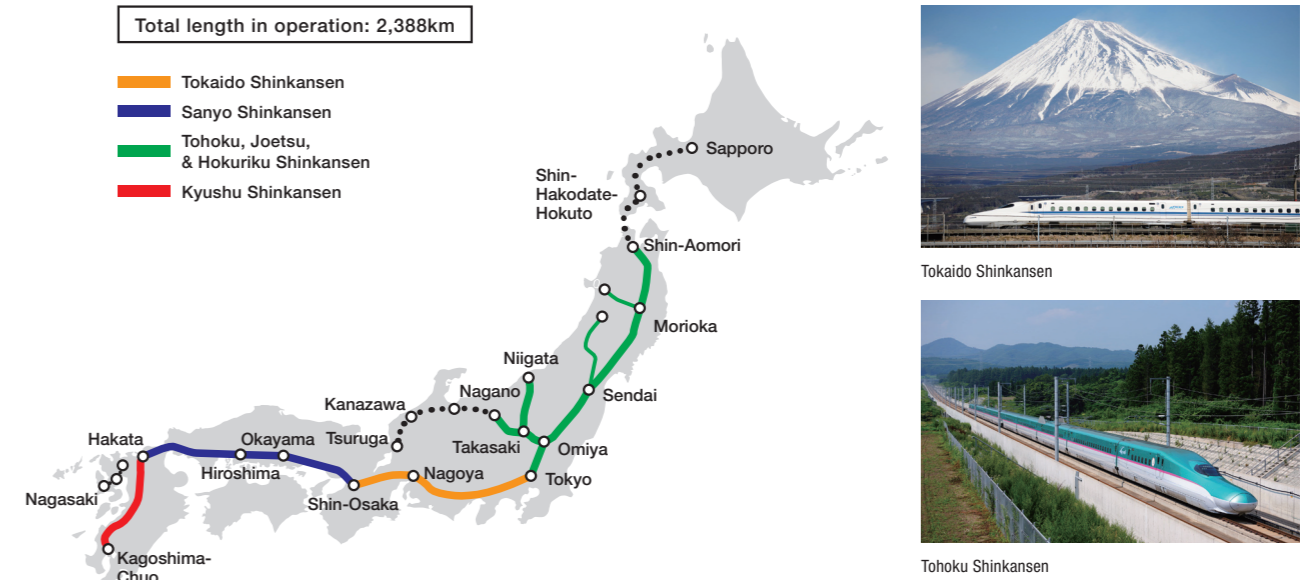 Total length in operation: 2,388km
Tokaido Shinkansen
Sanyo Shinkansen
Tohoku, Joetsu,
& Hokuriku Shinkansen
Kyushu Shinkansen
Sapporo
Shin-
Hakodate-
Hokuto
Shin-Aomori
Morioka
Niigata
Nagano
Sendai
Kanazawa
Tsuruga
Takasaki
Omiya
Hakata
Okayama
Hiroshima
Nagoya
Tokyo
Nagasaki
Shin-Osaka
Kagoshima-
Chuo
Tokaido Shinkansen
Tohoku Shinkansen